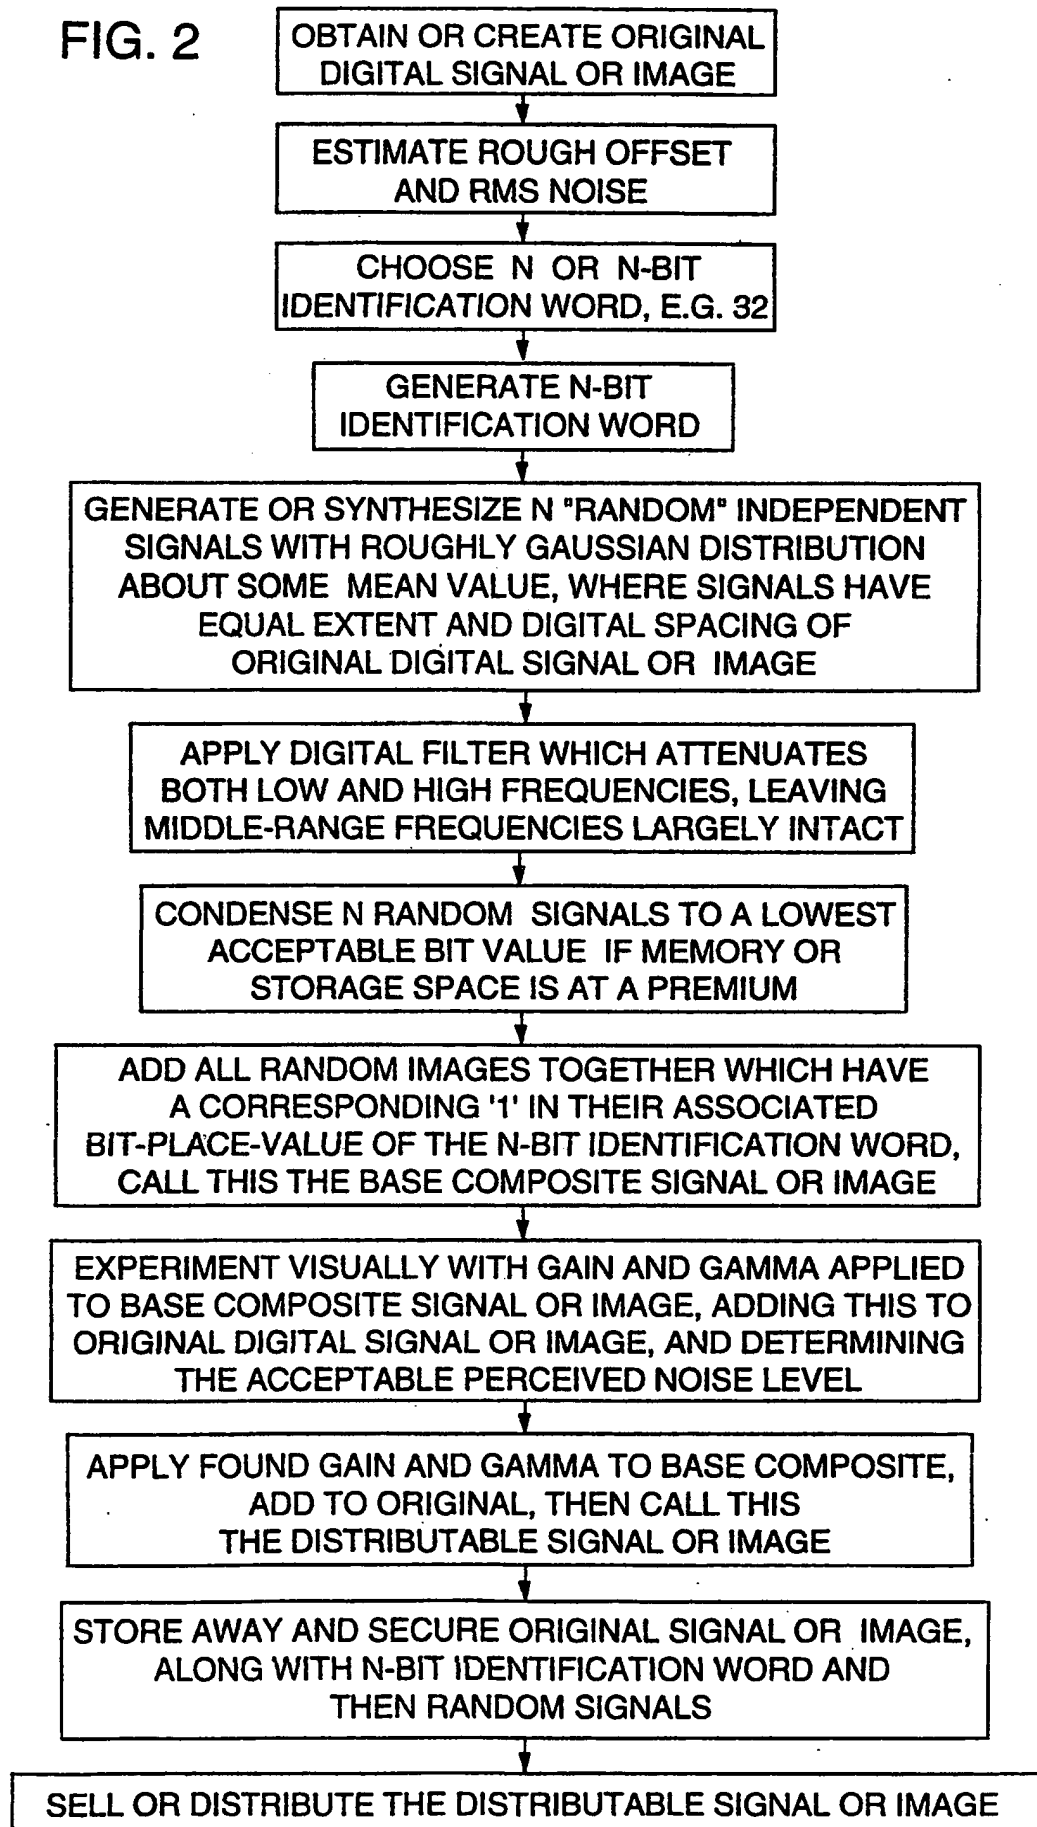 FIG. 2
OBTAIN OR CREATE ORIGINAL
DIGITAL SIGNAL OR IMAGE
ESTIMATE ROUGH OFFSET
AND RMS NOISE
CHOOSE N OR N-BIT
IDENTIFICATION WORD, E.G. 32
GENERATE N-BIT
IDENTIFICATION WORD
GENERATE OR SYNTHESIZE N "RANDOM" INDEPENDENT
SIGNALS WITH ROUGHLY GAUSSIAN DISTRIBUTION
ABOUT SOME MEAN VALUE, WHERE SIGNALS HAVE
EQUAL EXTENT AND DIGITAL SPACING OF
ORIGINAL DIGITAL SIGNAL OR IMAGE
APPLY DIGITAL FILTER WHICH ATTENUATES
BOTH LOW AND HIGH FREQUENCIES, LEAVING
MIDDLE-RANGE FREQUENCIES LARGELY INTACT
CONDENSE N RANDOM SIGNALS TO A LOWEST
ACCEPTABLE BIT VALUE IF MEMORY OR
STORAGE SPACE IS AT A PREMIUM
ADD ALL RANDOM IMAGES TOGETHER WHICH HAVE
A CORRESPONDING '1' IN THEIR ASSOCIATED
BIT-PLACE-VALUE OF THE N-BIT IDENTIFICATION WORD,
CALL THIS THE BASE COMPOSITE SIGNAL OR IMAGE
EXPERIMENT VISUALLY WITH GAIN AND GAMMA APPLIED
TO BASE COMPOSITE SIGNAL OR IMAGE, ADDING THIS TO
ORIGINAL DIGITAL SIGNAL OR IMAGE, AND DETERMINING
THE ACCEPTABLE PERCEIVED NOISE LEVEL
APPLY FOUND GAIN AND GAMMA TO BASE COMPOSITE,
ADD TO ORIGINAL, THEN CALL THIS
THE DISTRIBUTABLE SIGNAL OR IMAGE
STORE AWAY AND SECURE ORIGINAL SIGNAL OR IMAGE,
ALONG WITH N-BIT IDENTIFICATION WORD AND
THEN RANDOM SIGNALS
SELL OR DISTRIBUTE THE DISTRIBUTABLE SIGNAL OR IMAGE